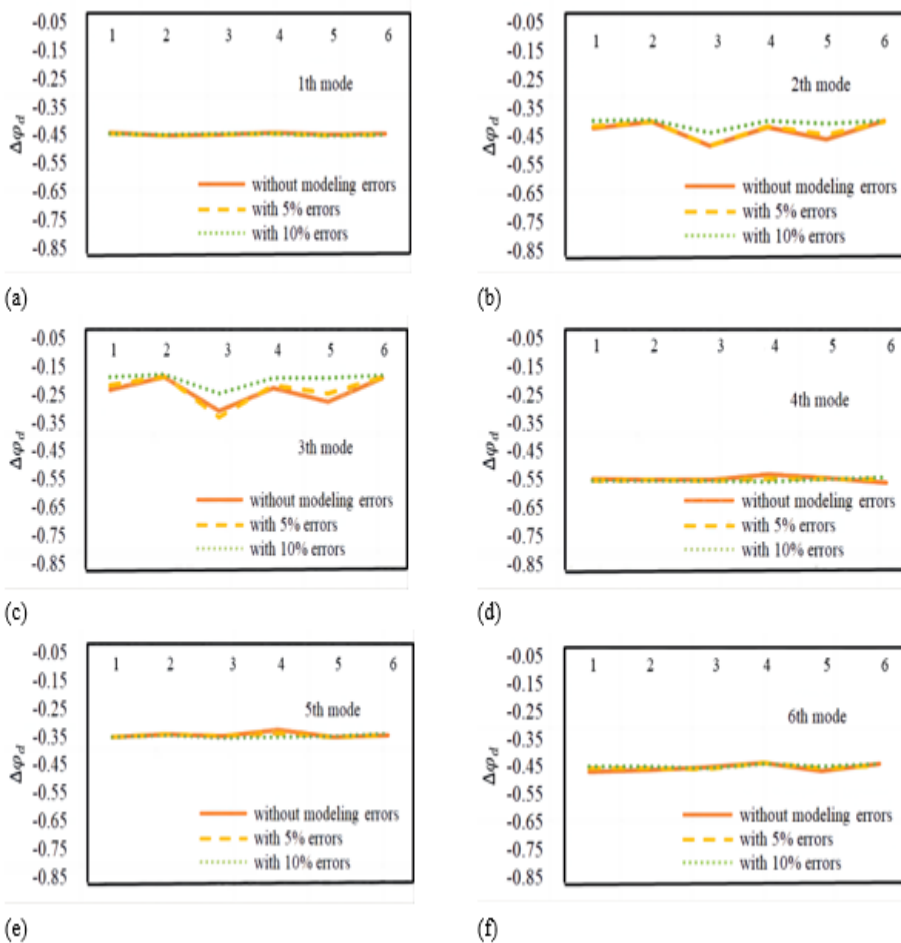 -0.05
-0.15
-0.25
-0.35
-0.45
-0.55
-0.65
-0.75
-0.85
Δφ_d
1 2 3 4 5 6
1th mode
without modeling errors
with 5% errors
with 10% errors
(a)
-0.05
-0.15
-0.25
-0.35
-0.45
-0.55
-0.65
-0.75
-0.85
Δφ_d
1 2 3 4 5 6
2th mode
without modeling errors
with 5% errors
with 10% errors
(b)
-0.05
-0.15
-0.25
-0.35
-0.45
-0.55
-0.65
-0.75
-0.85
Δφ_d
1 2 3 4 5 6
3th mode
without modeling errors
with 5% errors
with 10% errors
(c)
-0.05
-0.15
-0.25
-0.35
-0.45
-0.55
-0.65
-0.75
-0.85
Δφ_d
1 2 3 4 5 6
4th mode
without modeling errors
with 5% errors
with 10% errors
(d)
-0.05
-0.15
-0.25
-0.35
-0.45
-0.55
-0.65
-0.75
-0.85
Δφ_d
1 2 3 4 5 6
5th mode
without modeling errors
with 5% errors
with 10% errors
(e)
-0.05
-0.15
-0.25
-0.35
-0.45
-0.55
-0.65
-0.75
-0.85
Δφ_d
1 2 3 4 5 6
6th mode
without modeling errors
with 5% errors
with 10% errors
(f)